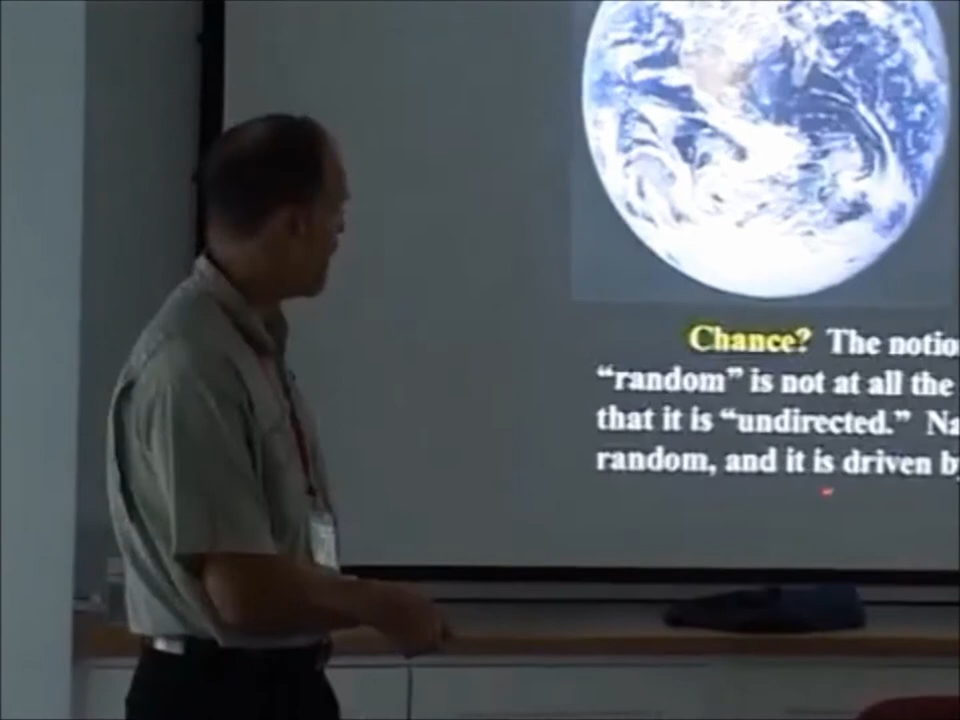 Chance? The notio
"random" is not at all the
that it is "undirected." Na
random, and it is driven b